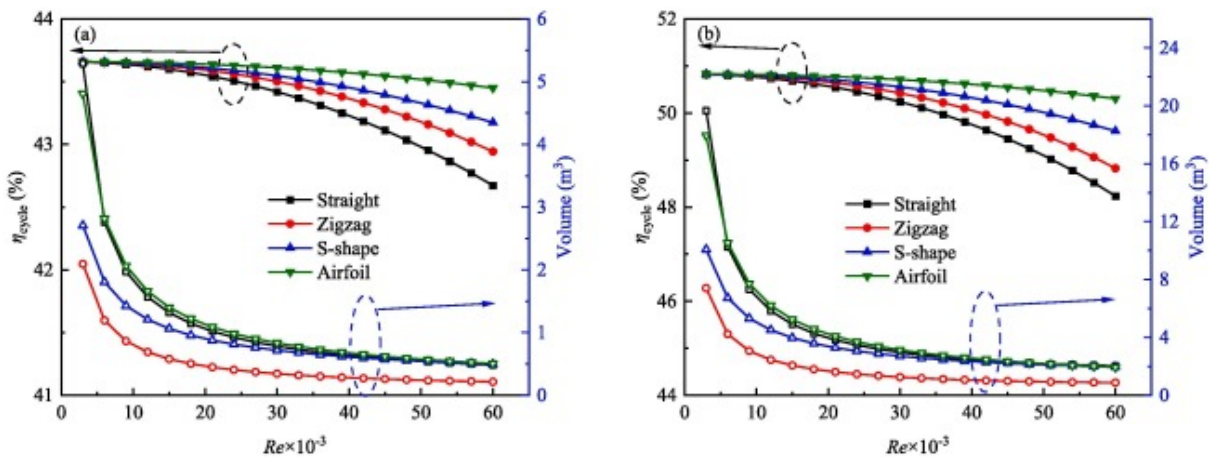 (a)
44
43
42
41
η_cycle (%)
6
5
4
3
2
1
0
Volume (m³)
Straight
Zigzag
S-shape
Airfoil
0 10 20 30 40 50 60
Re×10⁻³
(b)
52
50
48
46
44
η_cycle (%)
24
20
16
12
8
4
0
Volume (m³)
Straight
Zigzag
S-shape
Airfoil
0 10 20 30 40 50 60
Re×10⁻³